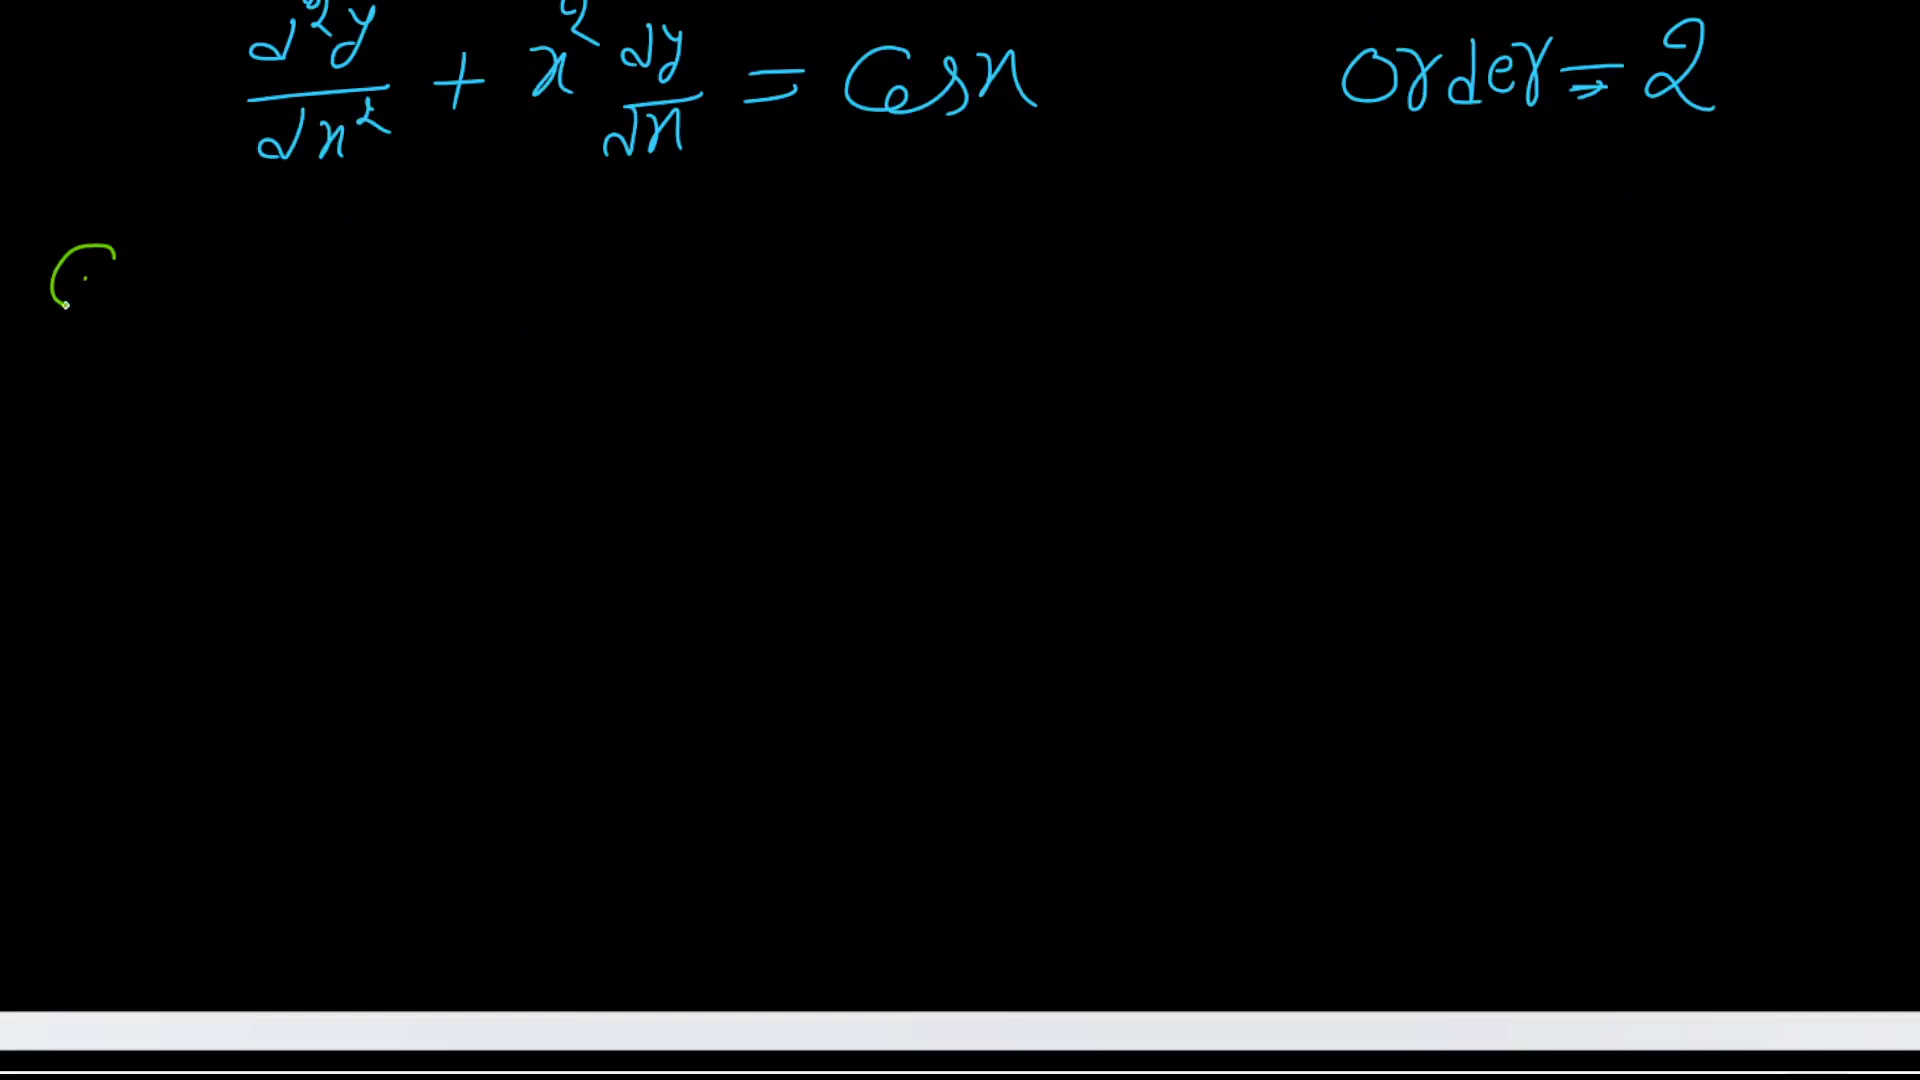 d²y/dx² + x² dy/dx = Cosx order = 2